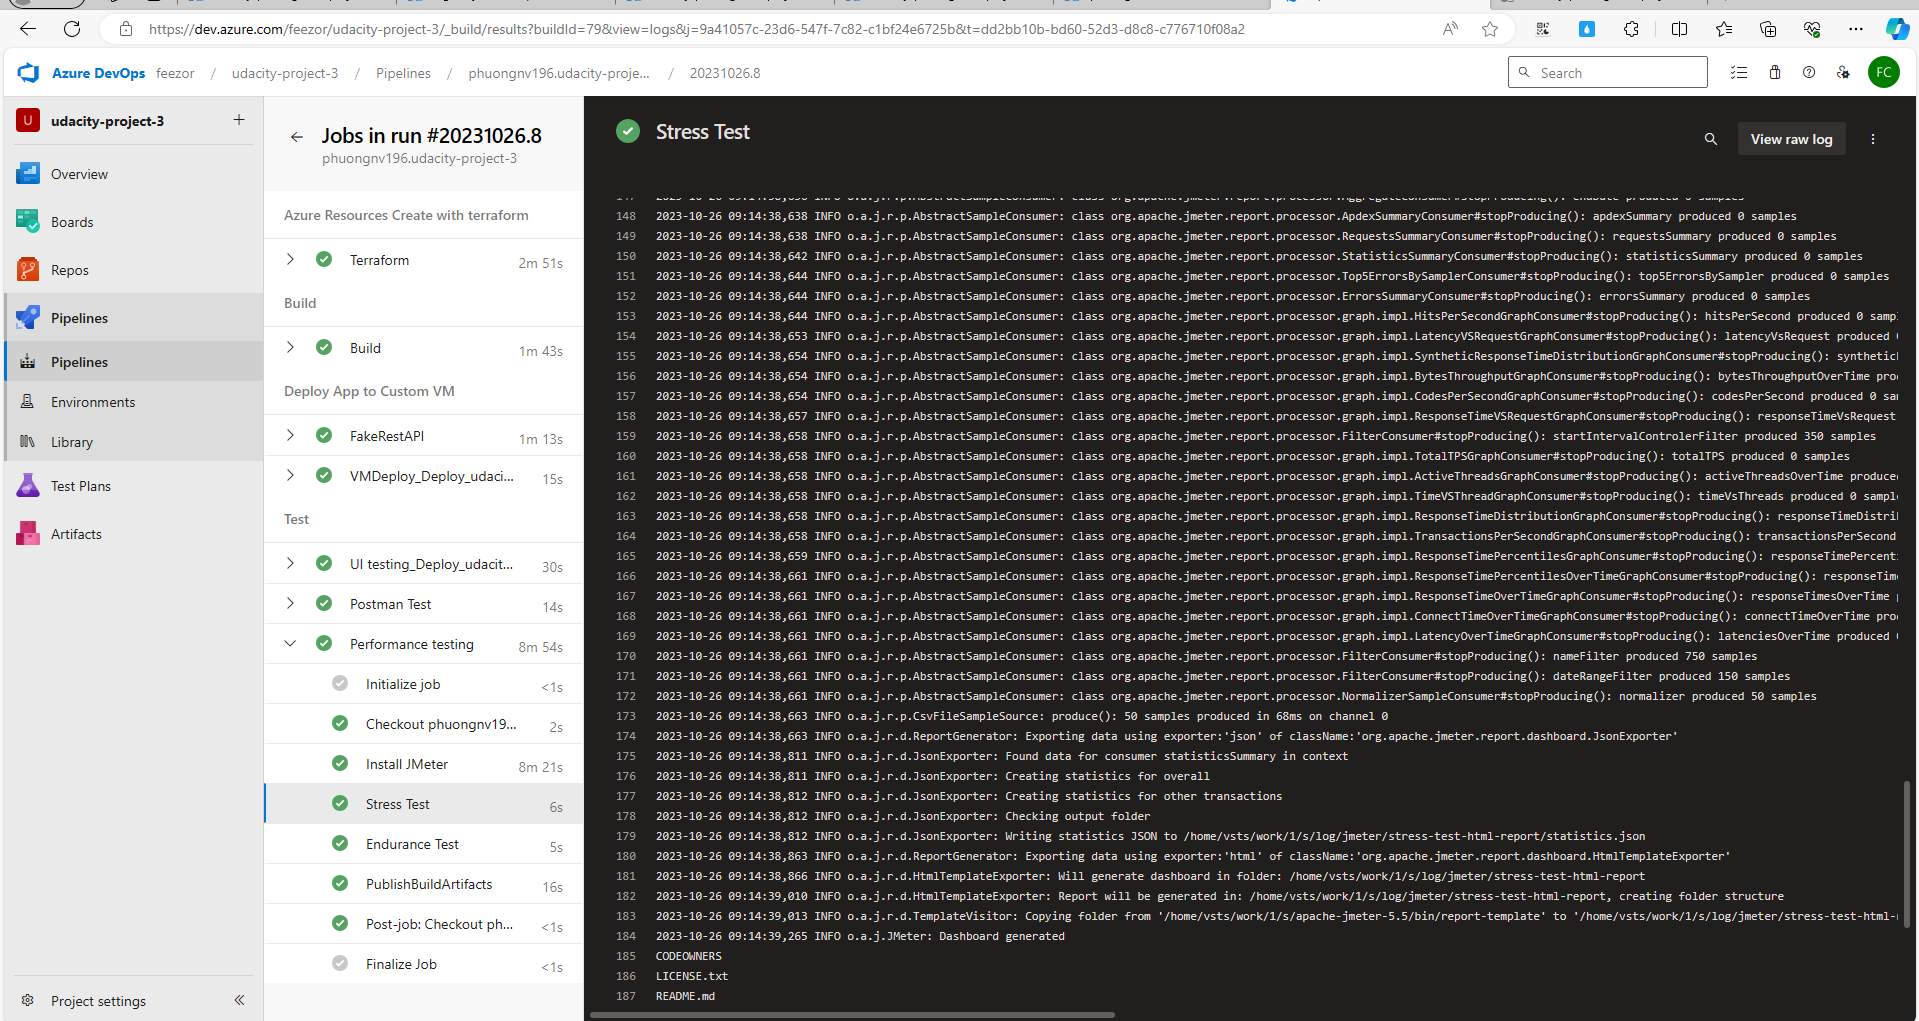 https://dev.azure.com/feezor/udacity-project-3/_build/results?buildId=79&view=logs&j=9a41057c-23d6-547f-7c82-c1bf24e6725b&t=dd2bb10b-bd60-52d3-d8c8-c776710f08a2
Azure DevOps feezor / udacity-project-3 / Pipelines / phuongnv196.udacity-proje... / 20231026.8
Search
FC
U udacity-project-3 +
Overview
Boards
Repos
Pipelines
Pipelines
Environments
Library
Test Plans
Artifacts
Project settings
Jobs in run #20231026.8
phuongnv196.udacity-project-3
Azure Resources Create with terraform
Terraform 2m 51s
Build
Build 1m 43s
Deploy App to Custom VM
FakeRestAPI 1m 13s
VMDeploy_Deploy_udaci... 15s
Test
UI testing_Deploy_udacit... 30s
Postman Test 14s
Performance testing 8m 54s
Initialize job <1s
Checkout phuongnv19... 2s
Install JMeter 8m 21s
Stress Test 6s
Endurance Test 5s
PublishBuildArtifacts 16s
Post-job: Checkout ph... <1s
Finalize Job <1s
Stress Test
View raw log
148 2023-10-26 09:14:38,638 INFO o.a.j.r.p.AbstractSampleConsumer: class org.apache.jmeter.report.processor.ApdexSummaryConsumer#stopProducing(): apdexSummary produced 0 samples
149 2023-10-26 09:14:38,638 INFO o.a.j.r.p.AbstractSampleConsumer: class org.apache.jmeter.report.processor.RequestsSummaryConsumer#stopProducing(): requestsSummary produced 0 samples
150 2023-10-26 09:14:38,642 INFO o.a.j.r.p.AbstractSampleConsumer: class org.apache.jmeter.report.processor.StatisticsSummaryConsumer#stopProducing(): statisticsSummary produced 0 samples
151 2023-10-26 09:14:38,644 INFO o.a.j.r.p.AbstractSampleConsumer: class org.apache.jmeter.report.processor.Top5ErrorsBySamplerConsumer#stopProducing(): top5ErrorsBySampler produced 0 samples
152 2023-10-26 09:14:38,644 INFO o.a.j.r.p.AbstractSampleConsumer: class org.apache.jmeter.report.processor.ErrorsSummaryConsumer#stopProducing(): errorsSummary produced 0 samples
153 2023-10-26 09:14:38,644 INFO o.a.j.r.p.AbstractSampleConsumer: class org.apache.jmeter.report.processor.graph.impl.HitsPerSecondGraphConsumer#stopProducing(): hitsPerSecond produced 0 samp
154 2023-10-26 09:14:38,653 INFO o.a.j.r.p.AbstractSampleConsumer: class org.apache.jmeter.report.processor.graph.impl.LatencyVSRequestGraphConsumer#stopProducing(): latencyVsRequest produced
155 2023-10-26 09:14:38,654 INFO o.a.j.r.p.AbstractSampleConsumer: class org.apache.jmeter.report.processor.graph.impl.SyntheticResponseTimeDistributionGraphConsumer#stopProducing(): synthetic
156 2023-10-26 09:14:38,654 INFO o.a.j.r.p.AbstractSampleConsumer: class org.apache.jmeter.report.processor.graph.impl.BytesThroughputGraphConsumer#stopProducing(): bytesThroughputOverTime pro
157 2023-10-26 09:14:38,654 INFO o.a.j.r.p.AbstractSampleConsumer: class org.apache.jmeter.report.processor.graph.impl.CodesPerSecondGraphConsumer#stopProducing(): codesPerSecond produced 0 sa
158 2023-10-26 09:14:38,657 INFO o.a.j.r.p.AbstractSampleConsumer: class org.apache.jmeter.report.processor.graph.impl.ResponseTimeVSRequestGraphConsumer#stopProducing(): responseTimeVsRequest
159 2023-10-26 09:14:38,658 INFO o.a.j.r.p.AbstractSampleConsumer: class org.apache.jmeter.report.processor.FilterConsumer#stopProducing(): startIntervalControlerFilter produced 350 samples
160 2023-10-26 09:14:38,658 INFO o.a.j.r.p.AbstractSampleConsumer: class org.apache.jmeter.report.processor.graph.impl.TotalTPSGraphConsumer#stopProducing(): totalTPS produced 0 samples
161 2023-10-26 09:14:38,658 INFO o.a.j.r.p.AbstractSampleConsumer: class org.apache.jmeter.report.processor.graph.impl.ActiveThreadsGraphConsumer#stopProducing(): activeThreadsOverTime produce
162 2023-10-26 09:14:38,658 INFO o.a.j.r.p.AbstractSampleConsumer: class org.apache.jmeter.report.processor.graph.impl.TimeVSThreadGraphConsumer#stopProducing(): timeVsThreads produced 0 sampl
163 2023-10-26 09:14:38,658 INFO o.a.j.r.p.AbstractSampleConsumer: class org.apache.jmeter.report.processor.graph.impl.ResponseTimeDistributionGraphConsumer#stopProducing(): responseTimeDistri
164 2023-10-26 09:14:38,658 INFO o.a.j.r.p.AbstractSampleConsumer: class org.apache.jmeter.report.processor.graph.impl.TransactionsPerSecondGraphConsumer#stopProducing(): transactionsPerSecond
165 2023-10-26 09:14:38,659 INFO o.a.j.r.p.AbstractSampleConsumer: class org.apache.jmeter.report.processor.graph.impl.ResponseTimePercentilesGraphConsumer#stopProducing(): responseTimePercent
166 2023-10-26 09:14:38,661 INFO o.a.j.r.p.AbstractSampleConsumer: class org.apache.jmeter.report.processor.graph.impl.ResponseTimePercentilesOverTimeGraphConsumer#stopProducing(): responseTim
167 2023-10-26 09:14:38,661 INFO o.a.j.r.p.AbstractSampleConsumer: class org.apache.jmeter.report.processor.graph.impl.ResponseTimeOverTimeGraphConsumer#stopProducing(): responseTimesOverTime
168 2023-10-26 09:14:38,661 INFO o.a.j.r.p.AbstractSampleConsumer: class org.apache.jmeter.report.processor.graph.impl.ConnectTimeOverTimeGraphConsumer#stopProducing(): connectTimeOverTime pro
169 2023-10-26 09:14:38,661 INFO o.a.j.r.p.AbstractSampleConsumer: class org.apache.jmeter.report.processor.graph.impl.LatencyOverTimeGraphConsumer#stopProducing(): latenciesOverTime produced
170 2023-10-26 09:14:38,661 INFO o.a.j.r.p.AbstractSampleConsumer: class org.apache.jmeter.report.processor.FilterConsumer#stopProducing(): nameFilter produced 750 samples
171 2023-10-26 09:14:38,661 INFO o.a.j.r.p.AbstractSampleConsumer: class org.apache.jmeter.report.processor.FilterConsumer#stopProducing(): dateRangeFilter produced 150 samples
172 2023-10-26 09:14:38,661 INFO o.a.j.r.p.AbstractSampleConsumer: class org.apache.jmeter.report.processor.NormalizerSampleConsumer#stopProducing(): normalizer produced 50 samples
173 2023-10-26 09:14:38,663 INFO o.a.j.r.p.CsvFileSampleSource: produce(): 50 samples produced in 68ms on channel 0
174 2023-10-26 09:14:38,663 INFO o.a.j.r.d.ReportGenerator: Exporting data using exporter:'json' of className:'org.apache.jmeter.report.dashboard.JsonExporter'
175 2023-10-26 09:14:38,811 INFO o.a.j.r.d.JsonExporter: Found data for consumer statisticsSummary in context
176 2023-10-26 09:14:38,811 INFO o.a.j.r.d.JsonExporter: Creating statistics for overall
177 2023-10-26 09:14:38,812 INFO o.a.j.r.d.JsonExporter: Creating statistics for other transactions
178 2023-10-26 09:14:38,812 INFO o.a.j.r.d.JsonExporter: Checking output folder
179 2023-10-26 09:14:38,812 INFO o.a.j.r.d.JsonExporter: Writing statistics JSON to /home/vsts/work/1/s/log/jmeter/stress-test-html-report/statistics.json
180 2023-10-26 09:14:38,863 INFO o.a.j.r.d.ReportGenerator: Exporting data using exporter:'html' of className:'org.apache.jmeter.report.dashboard.HtmlTemplateExporter'
181 2023-10-26 09:14:38,866 INFO o.a.j.r.d.HtmlTemplateExporter: Will generate dashboard in folder: /home/vsts/work/1/s/log/jmeter/stress-test-html-report
182 2023-10-26 09:14:39,010 INFO o.a.j.r.d.HtmlTemplateExporter: Report will be generated in: /home/vsts/work/1/s/log/jmeter/stress-test-html-report, creating folder structure
183 2023-10-26 09:14:39,013 INFO o.a.j.r.d.TemplateVisitor: Copying folder from '/home/vsts/work/1/s/apache-jmeter-5.5/bin/report-template' to '/home/vsts/work/1/s/log/jmeter/stress-test-html-
184 2023-10-26 09:14:39,265 INFO o.a.j.JMeter: Dashboard generated
185 CODEOWNERS
186 LICENSE.txt
187 README.md